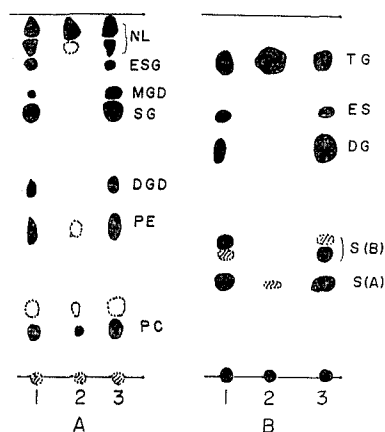 NL
ESG
MGD
SG
DGD
PE
PC
1 2 3
A
TG
ES
DG
S(B)
S(A)
1 2 3
B